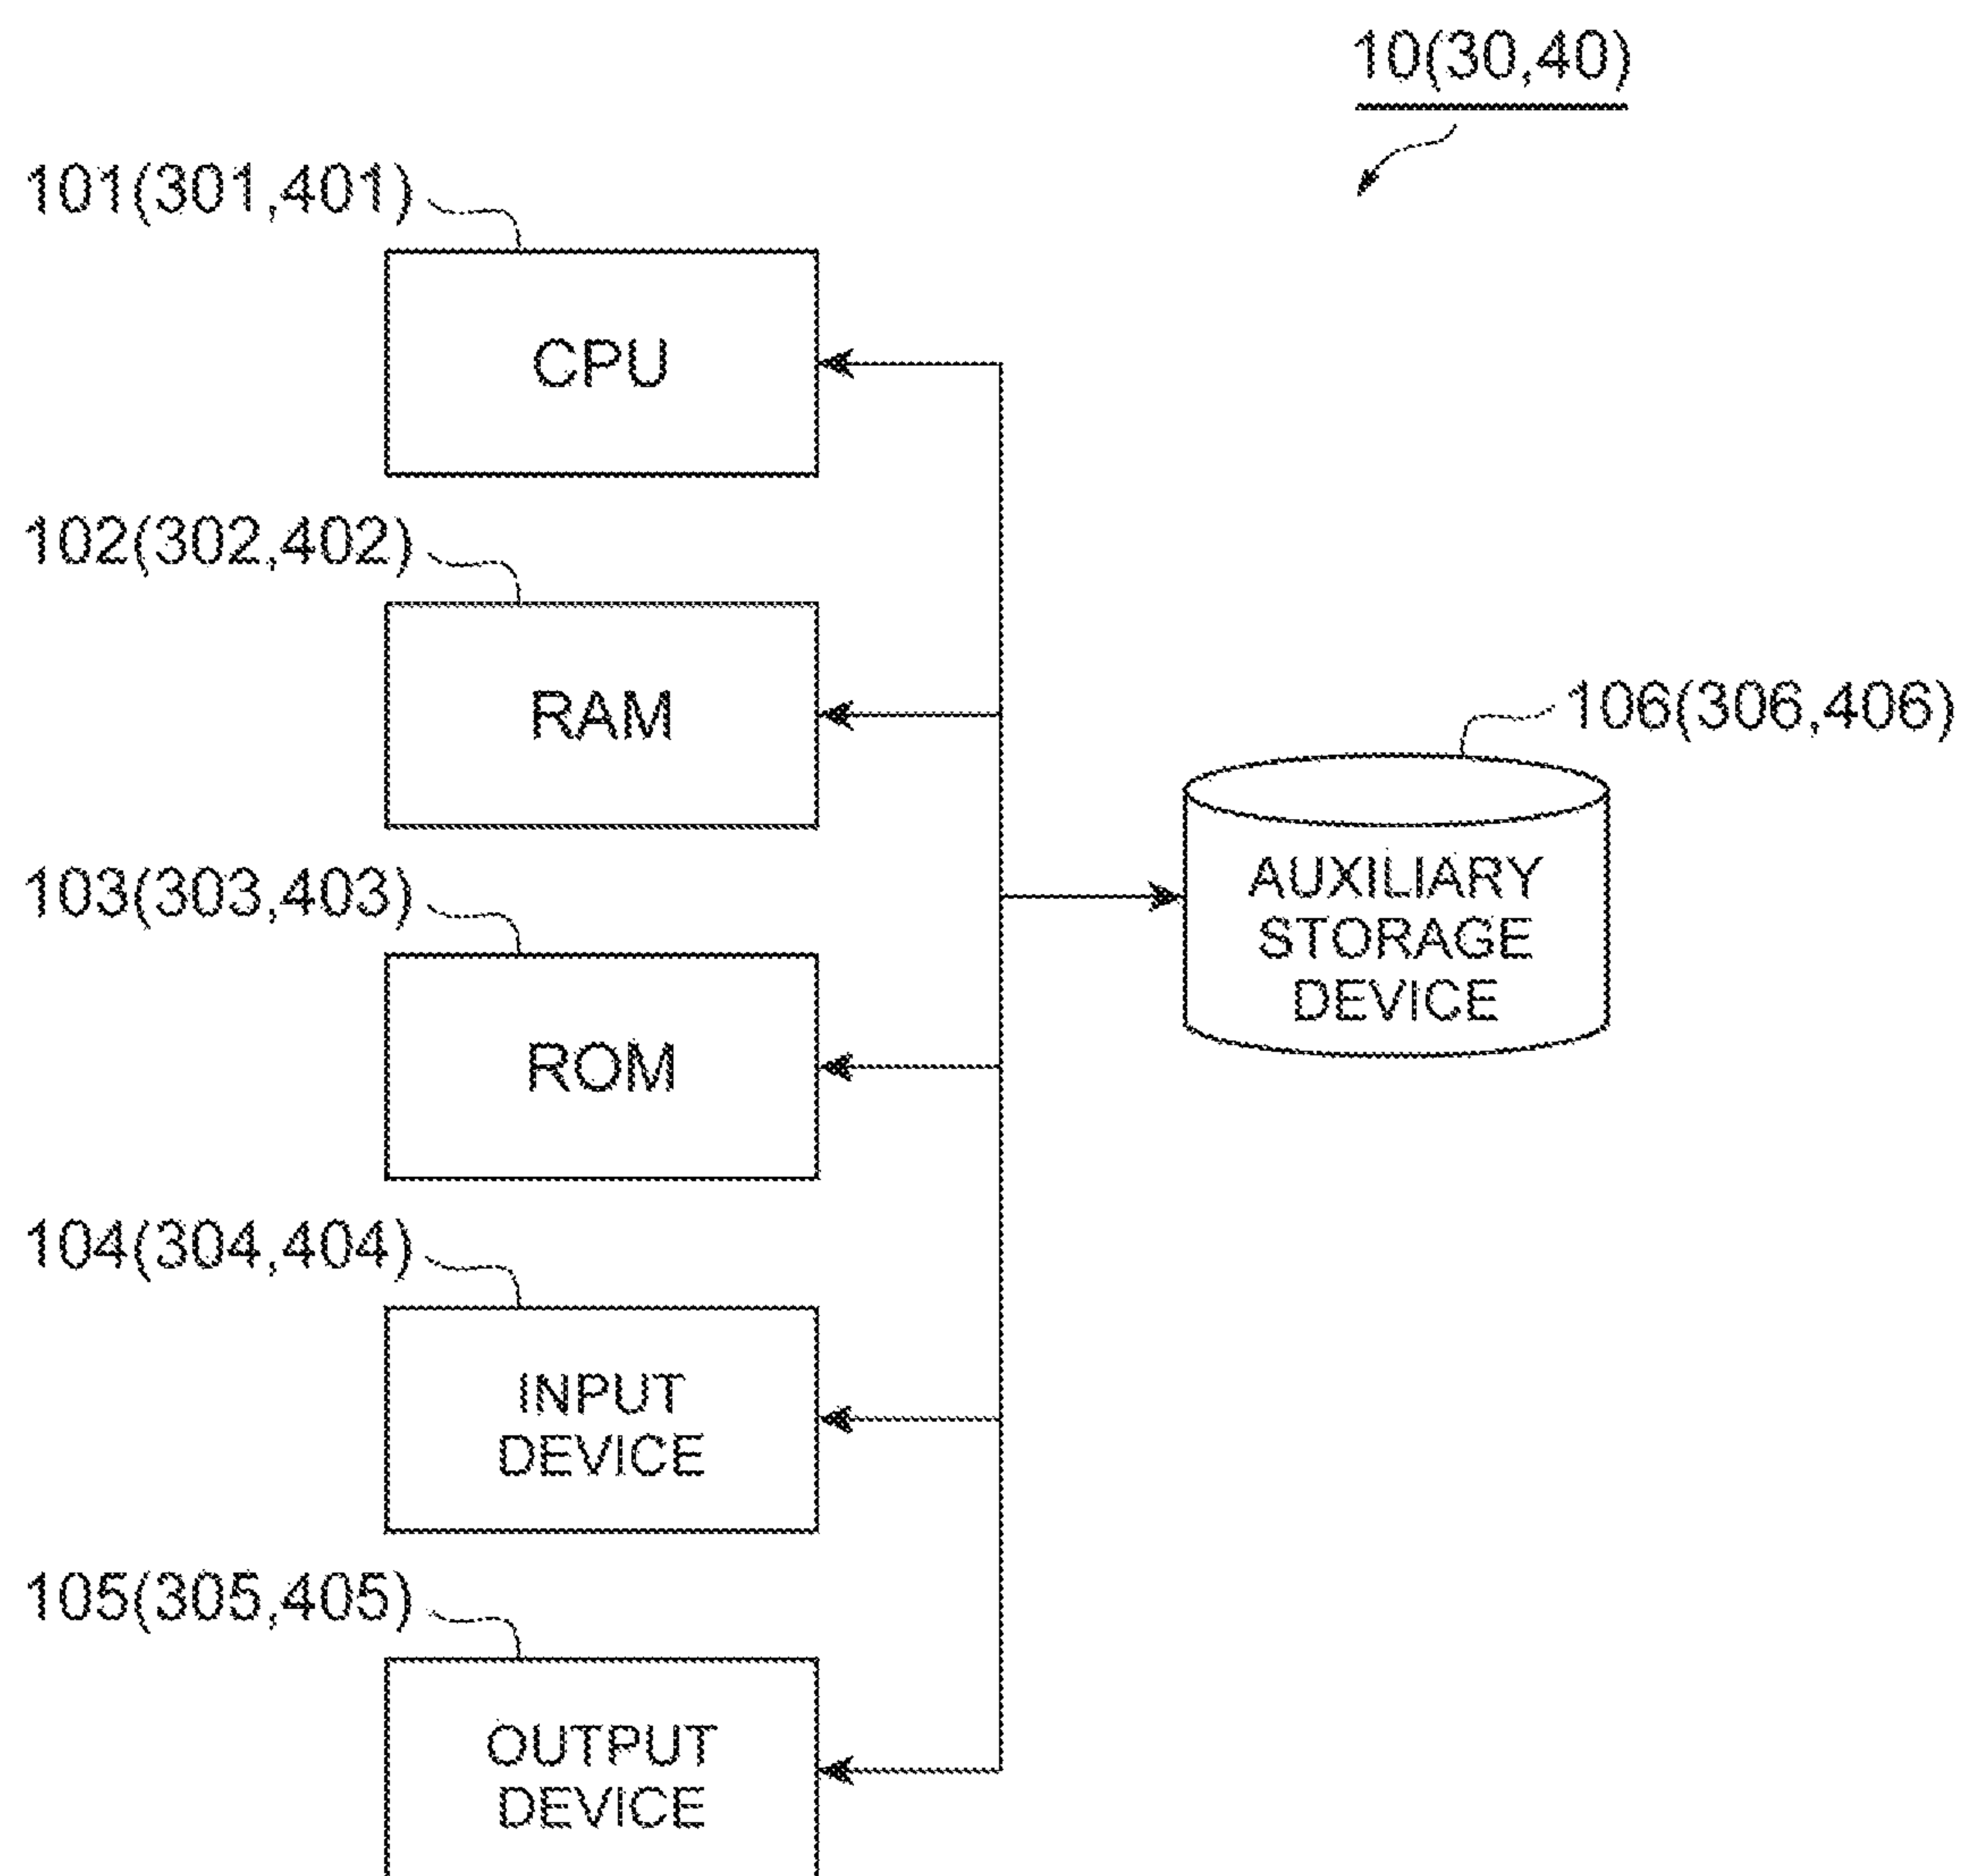 10(30,40)
101(301,401)
CPU
102(302,402)
RAM
106(306,406)
AUXILIARY
STORAGE
DEVICE
103(303,403)
ROM
104(304,404)
INPUT
DEVICE
105(305,405)
OUTPUT
DEVICE